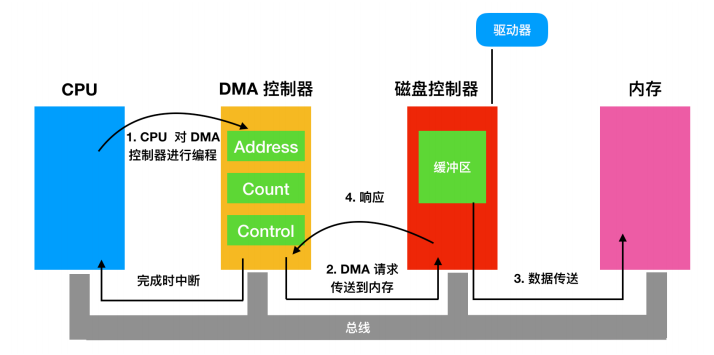 驱动器
CPU
DMA 控制器
磁盘控制器
内存
1. CPU 对 DMA
控制器进行编程
Address
Count
Control
缓冲区
4. 响应
完成时中断
2. DMA 请求
传送到内存
3. 数据传送
总线